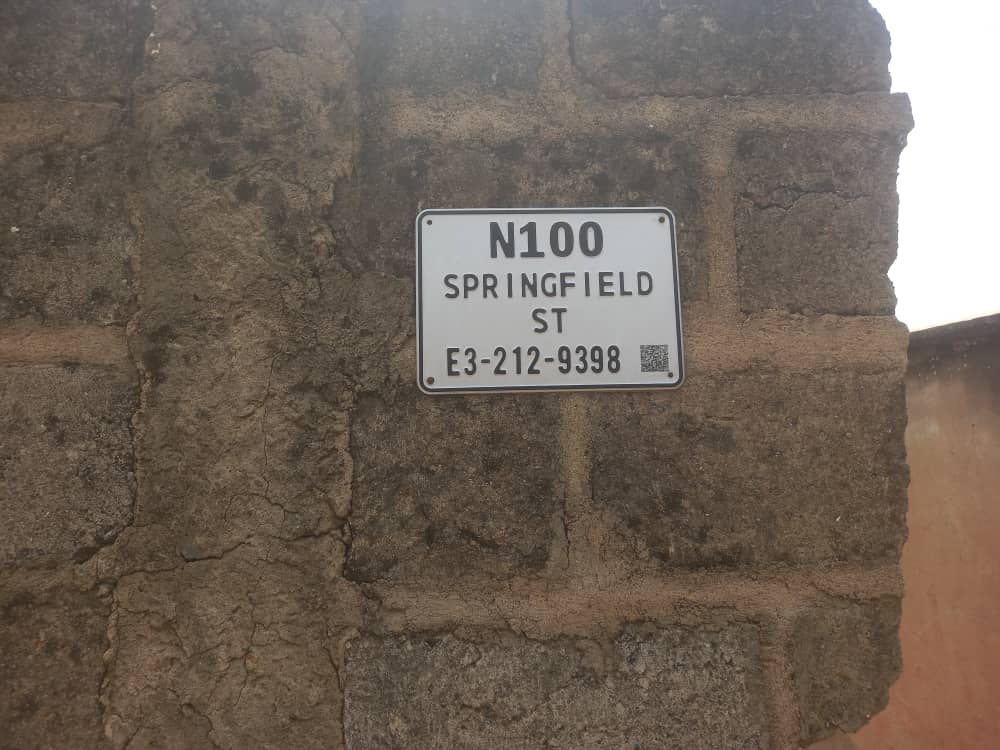 N100
SPRINGFIELD
ST
E3-212-9398